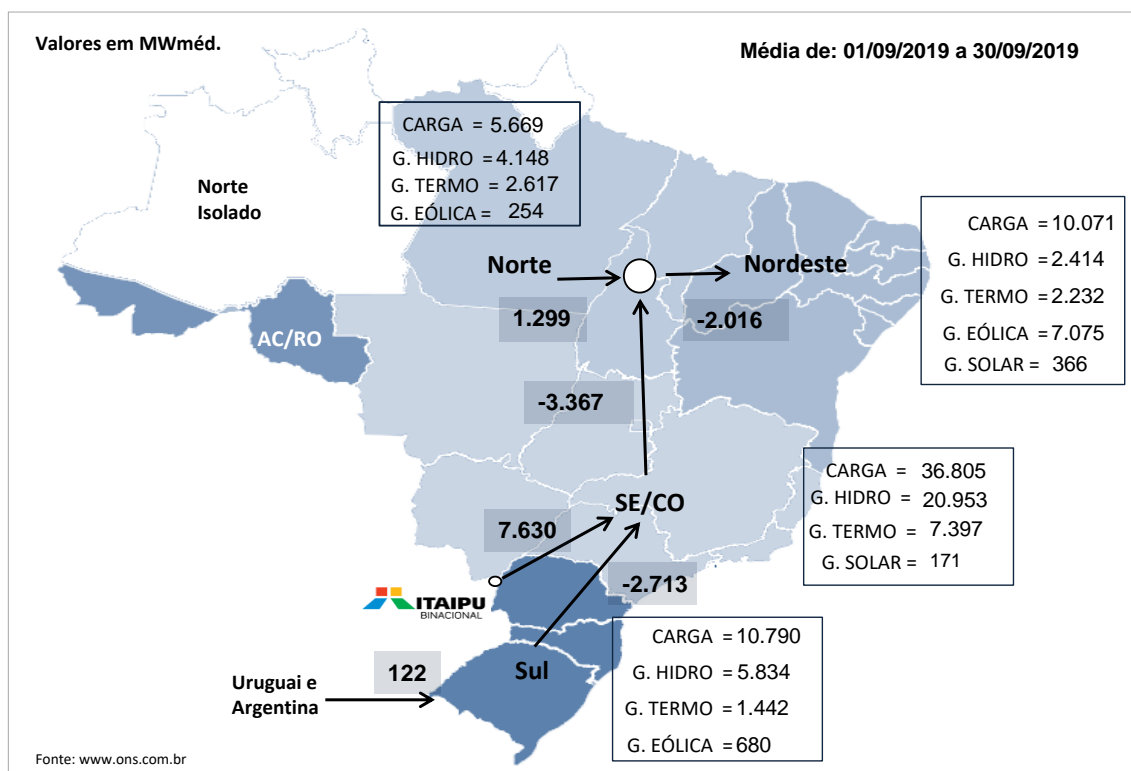 Valores em MWméd.
Média de: 01/09/2019 a 30/09/2019
CARGA = 5.669
G. HIDRO = 4.148
G. TERMO = 2.617
G. EÓLICA = 254
Norte
Isolado
CARGA = 10.071
G. HIDRO = 2.414
G. TERMO = 2.232
G. EÓLICA = 7.075
G. SOLAR = 366
Norte
Nordeste
1.299
-2.016
AC/RO
-3.367
CARGA = 36.805
G. HIDRO = 20.953
G. TERMO = 7.397
G. SOLAR = 171
SE/CO
7.630
-2.713
ITAIPU
BINACIONAL
CARGA = 10.790
G. HIDRO = 5.834
G. TERMO = 1.442
G. EÓLICA = 680
Sul
122
Uruguai e
Argentina
Fonte: www.ons.com.br